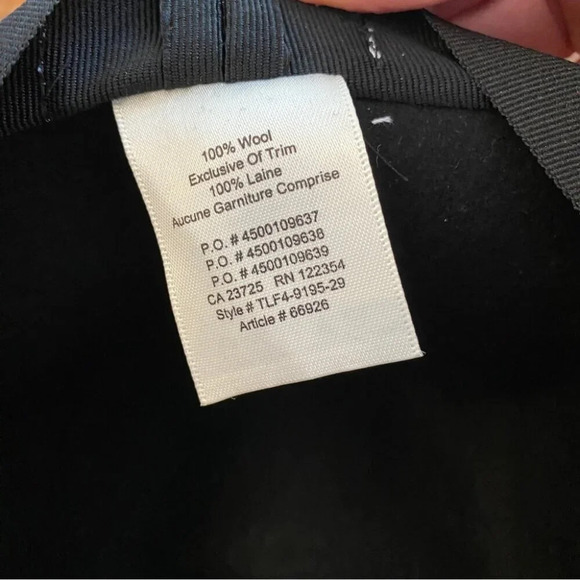 100% Wool
Exclusive Of Trim
100% Laine
Aucune Garniture Comprise
P.O. # 4500109637
P.O. # 4500109638
P.O. # 4500109639
CA 23725 RN 122354
Style # TLF4-9195-29
Article # 66926